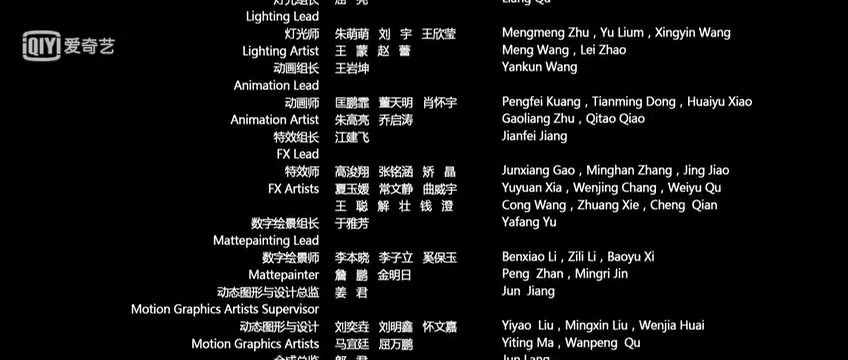 Lighting Lead
灯光师 朱萌萌 刘 宇 王欣莹 Mengmeng Zhu , Yu Lium , Xingyin Wang
iQIYI 爱奇艺
Lighting Artist 王 蒙 赵 蕾 Meng Wang , Lei Zhao
动画组长 王岩坤 Yankun Wang
Animation Lead
动画师 匡鹏霏 董天明 肖怀宇 Pengfei Kuang , Tianming Dong , Huaiyu Xiao
Animation Artist 朱高亮 乔启涛 Gaoliang Zhu , Qitao Qiao
特效组长 江建飞 Jianfei Jiang
FX Lead
特效师 高浚翔 张铭涵 矫 晶 Junxiang Gao , Minghan Zhang , Jing Jiao
FX Artists 夏玉媛 常文静 曲威宇 Yuyuan Xia , Wenjing Chang , Weiyu Qu
王 聪 解 壮 钱 澄 Cong Wang , Zhuang Xie , Cheng Qian
数字绘景组长 于雅芳 Yafang Yu
Mattepainting Lead
数字绘景师 李本晓 李子立 奚保玉 Benxiao Li , Zili Li , Baoyu Xi
Mattepainter 詹 鹏 金明日 Peng Zhan , Mingri Jin
动态图形与设计总监 姜 君 Jun Jiang
Motion Graphics Artists Supervisor
动态图形与设计 刘奕垚 刘明鑫 怀文嘉 Yiyao Liu , Mingxin Liu , Wenjia Huai
Motion Graphics Artists 马宜廷 屈万鹏 Yiting Ma , Wanpeng Qu